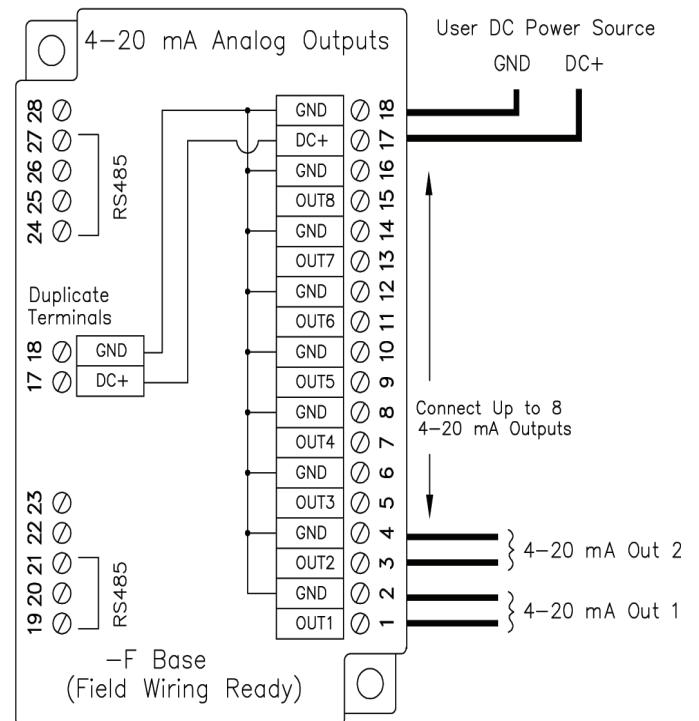 4-20 mA Analog Outputs
User DC Power Source
GND DC+
28
27
26
25
24
RS485
Duplicate
Terminals
18 GND
17 DC+
23
22
21
20
19
RS485
GND 18
DC+ 17
GND 16
OUT8 15
GND 14
OUT7 13
GND 12
OUT6 11
GND 10
OUT5 9
GND 8
OUT4 7
GND 6
OUT3 5
GND 4
OUT2 3
GND 2
OUT1 1
Connect Up to 8
4-20 mA Outputs
4-20 mA Out 2
4-20 mA Out 1
-F Base
(Field Wiring Ready)